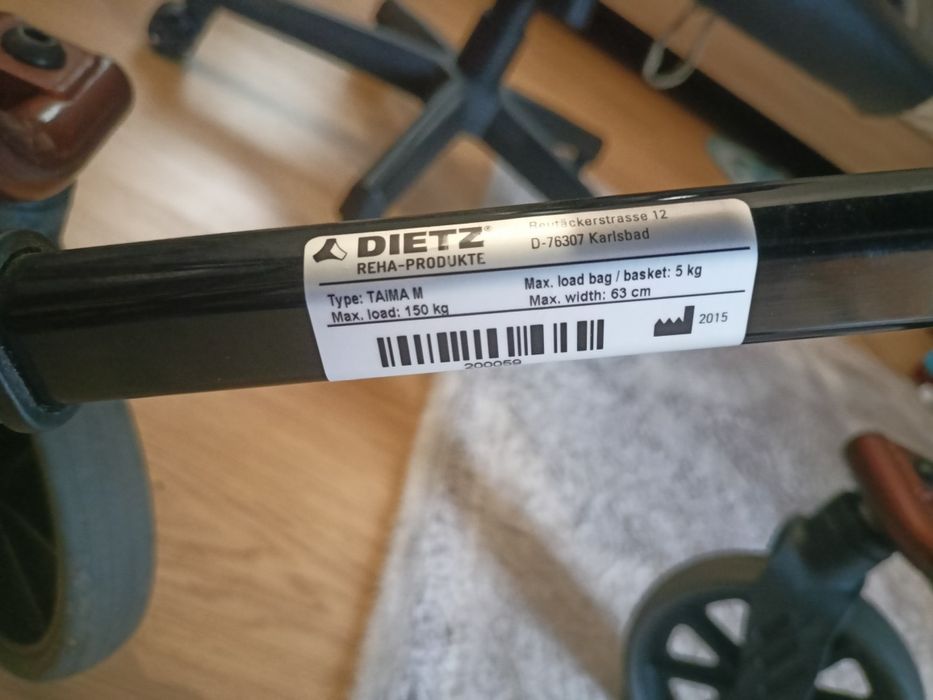 DIETZ®
REHA-PRODUKTE
Reutäckerstrasse 12
D-76307 Karlsbad
Type: TAIMA M
Max. load: 150 kg
Max. load bag / basket: 5 kg
Max. width: 63 cm
200059
2015